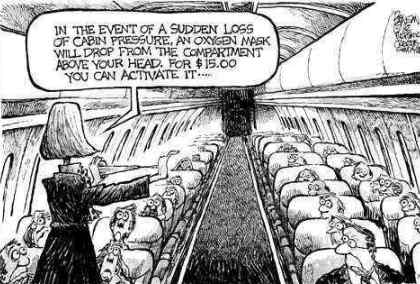 IN THE EVENT OF A SUDDEN LOSS
OF CABIN PRESSURE, AN OXYGEN MASK
WILL DROP FROM THE COMPARTMENT
ABOVE YOUR HEAD. FOR $15.00
YOU CAN ACTIVATE IT.....